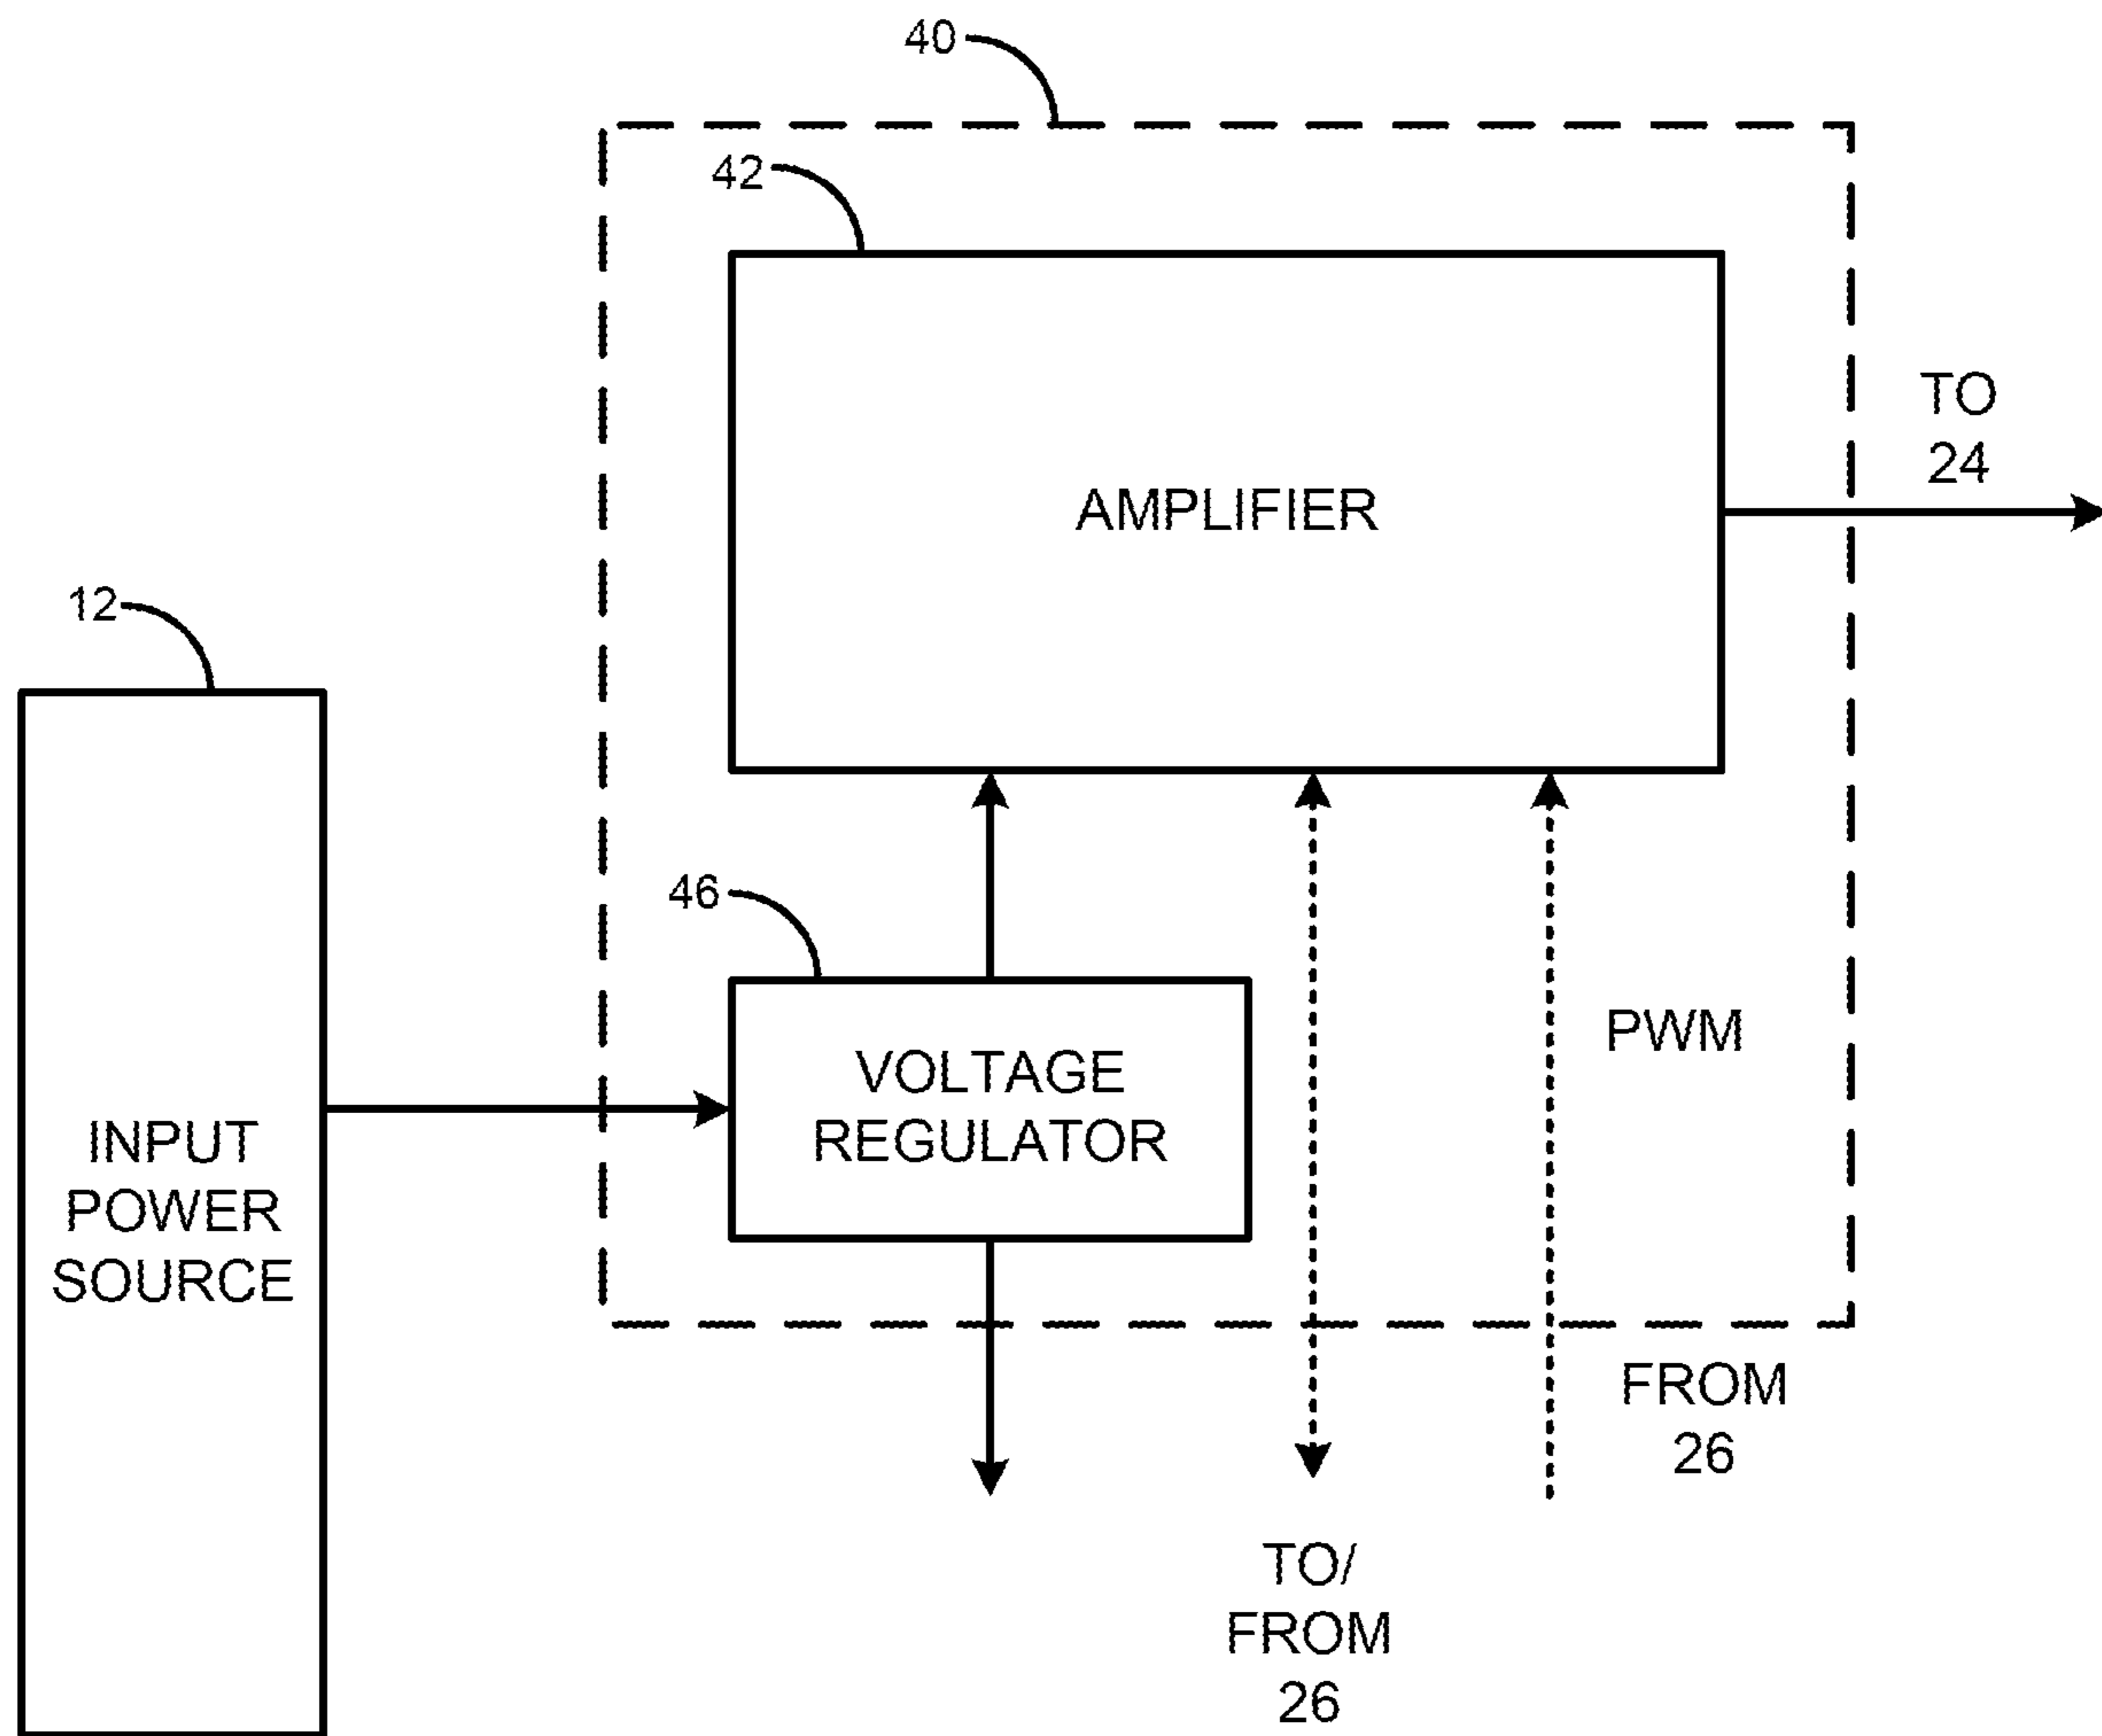 40
42
AMPLIFIER
TO
24
12
46
VOLTAGE
REGULATOR
PWM
INPUT
POWER
SOURCE
FROM
26
TO/
FROM
26